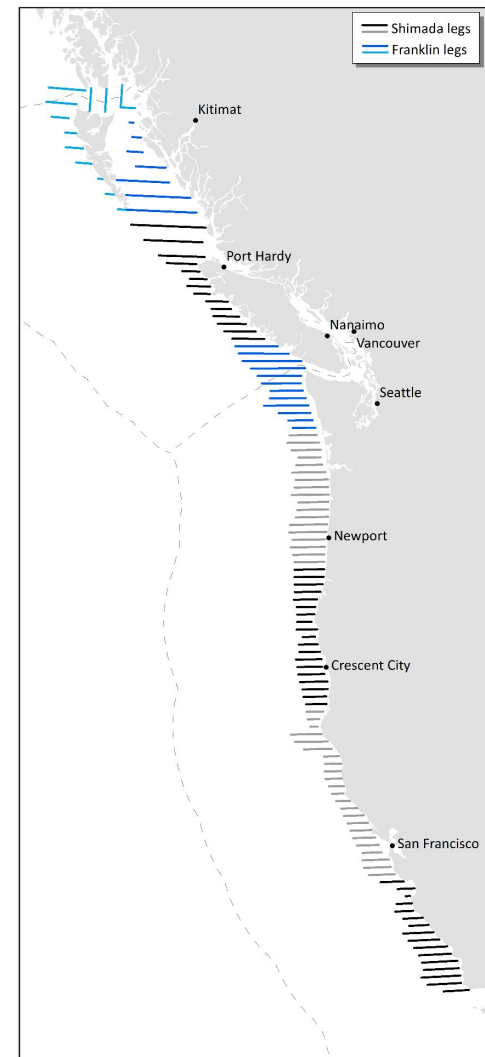 Shimada legs
Franklin legs
Kitimat
Port Hardy
Nanaimo
Vancouver
Seattle
Newport
Crescent City
San Francisco